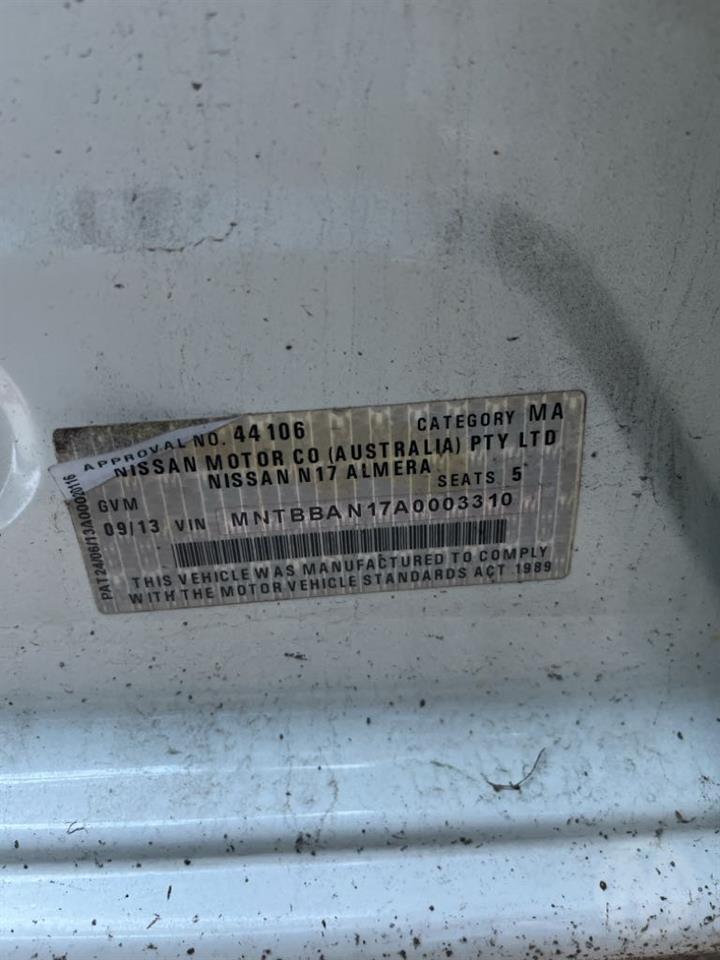 APPROVAL NO. 44106 CATEGORY MA
NISSAN MOTOR CO (AUSTRALIA) PTY LTD
NISSAN N17 ALMERA
SEATS 5
GVM
09/13 VIN MNTBBAN17A0003310
THIS VEHICLE WAS MANUFACTURED TO COMPLY
WITH THE MOTOR VEHICLE STANDARDS ACT 1989